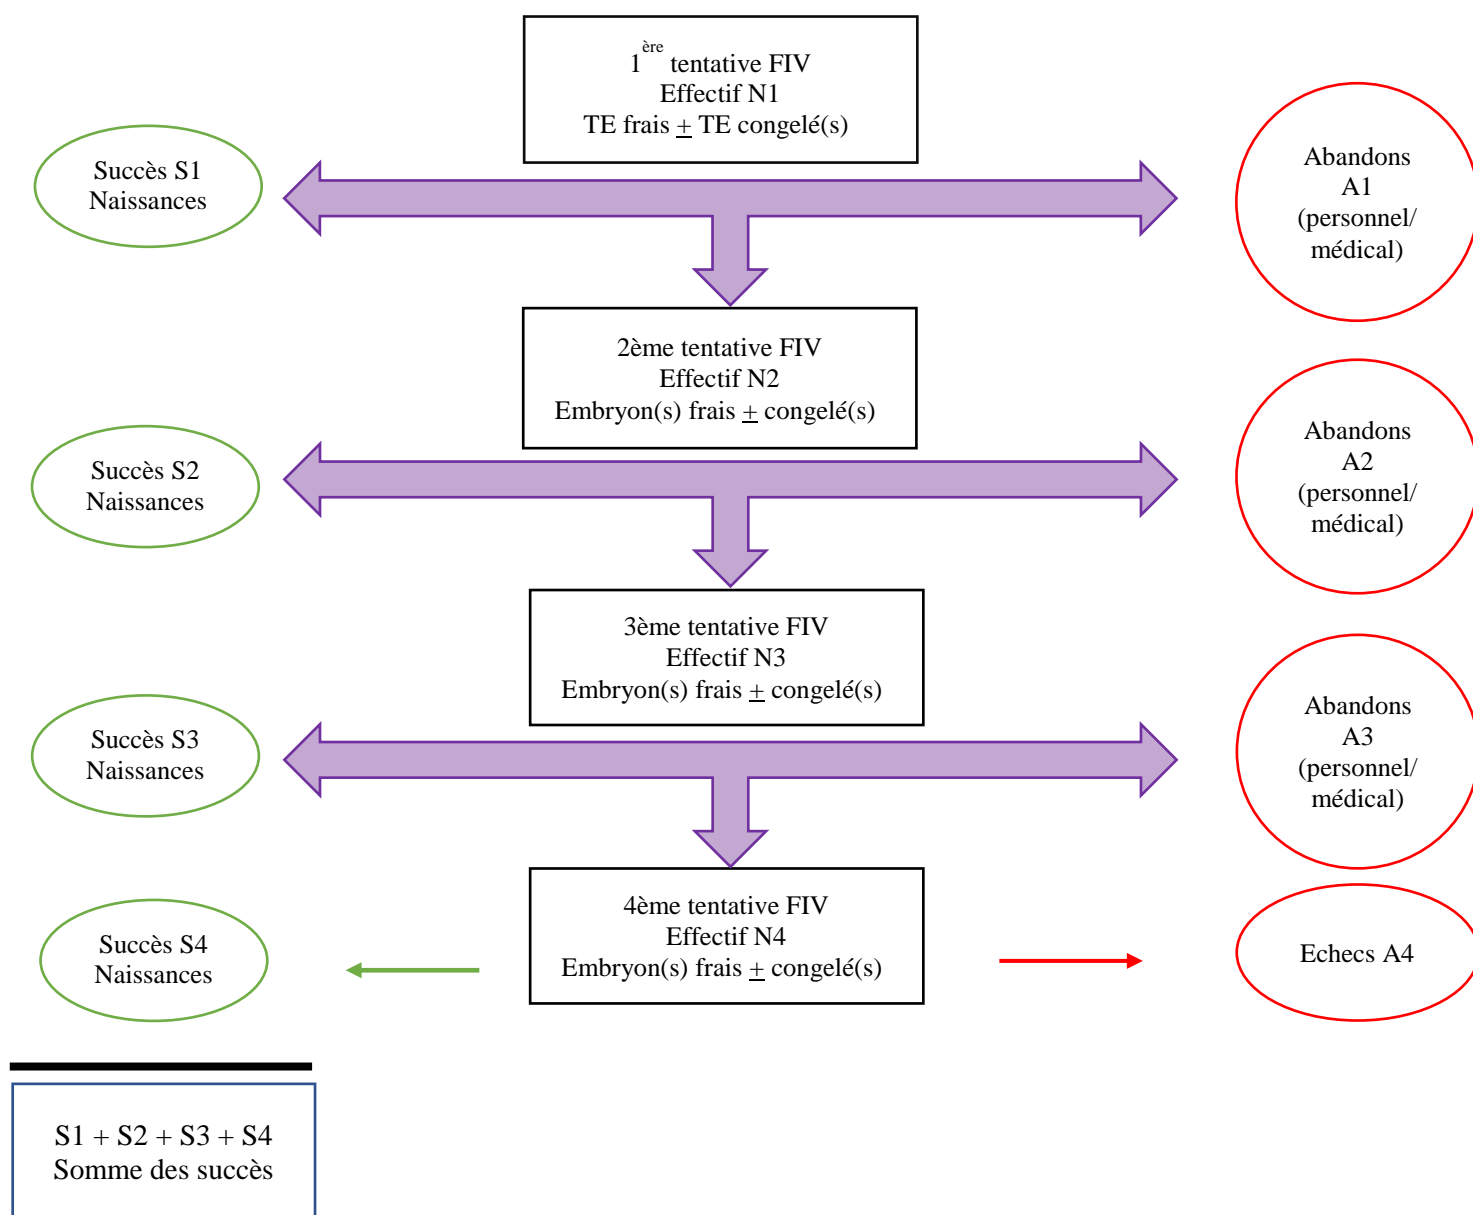 1ère tentative FIV
Effectif N1
TE frais + TE congelé(s)
Succès S1
Naissances
Abandons
A1
(personnel/
médical)
2ème tentative FIV
Effectif N2
Embryon(s) frais + congelé(s)
Succès S2
Naissances
Abandons
A2
(personnel/
médical)
3ème tentative FIV
Effectif N3
Embryon(s) frais + congelé(s)
Succès S3
Naissances
Abandons
A3
(personnel/
médical)
4ème tentative FIV
Effectif N4
Embryon(s) frais + congelé(s)
Succès S4
Naissances
Echecs A4
S1 + S2 + S3 + S4
Somme des succès